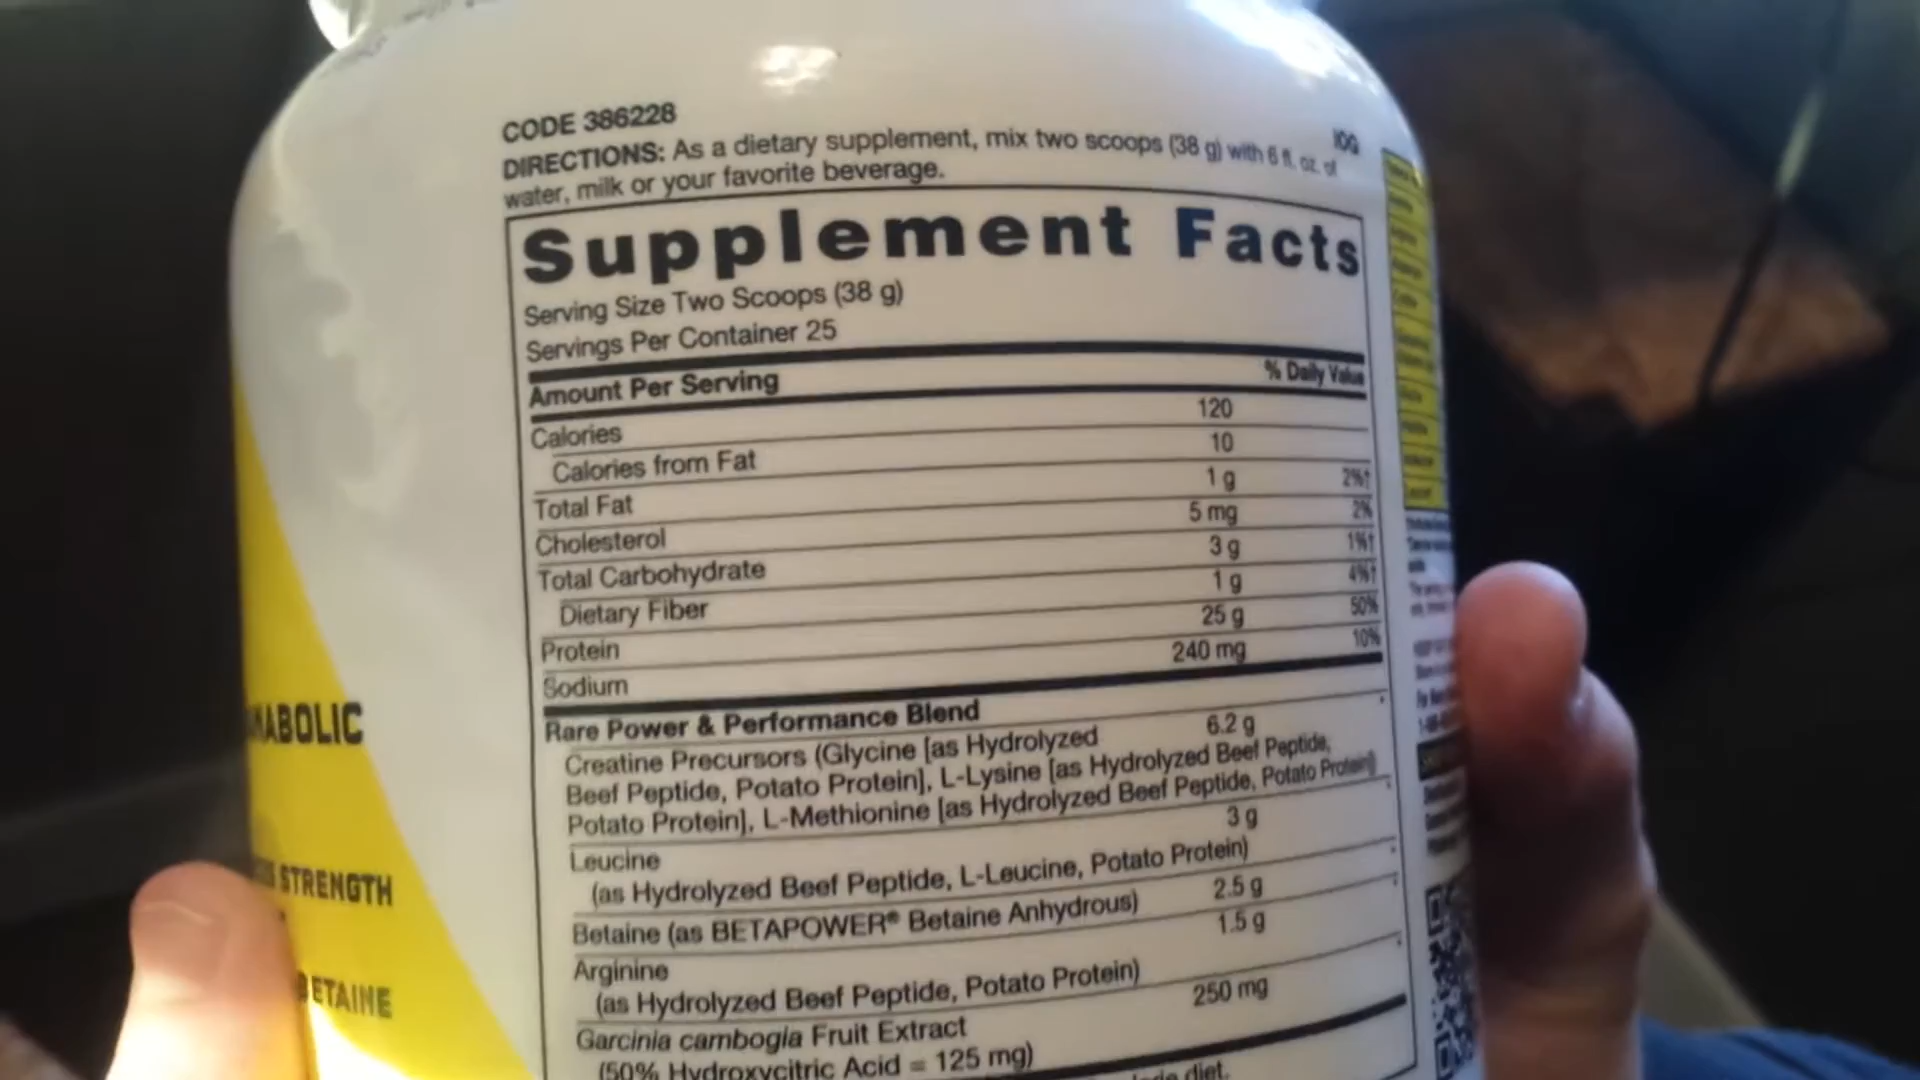 CODE 386228
DIRECTIONS: As a dietary supplement, mix two scoops (38 g) with 6 fl. oz. of
water, milk or your favorite beverage.
Supplement Facts
Serving Size Two Scoops (38 g)
Servings Per Container 25
Amount Per Serving % Daily Value
Calories 120
Calories from Fat 10
Total Fat 1 g 2%†
Cholesterol 5 mg 2%
Total Carbohydrate 3 g 1%†
Dietary Fiber 1 g 4%†
Protein 25 g 50%
Sodium 240 mg 10%
Rare Power & Performance Blend
Creatine Precursors (Glycine [as Hydrolyzed 6.2 g
Beef Peptide, Potato Protein], L-Lysine [as Hydrolyzed Beef Peptide,
Potato Protein], L-Methionine [as Hydrolyzed Beef Peptide, Potato Protein])
Leucine 3 g
(as Hydrolyzed Beef Peptide, L-Leucine, Potato Protein)
Betaine (as BETAPOWER® Betaine Anhydrous) 2.5 g
Arginine 1.5 g
(as Hydrolyzed Beef Peptide, Potato Protein)
Garcinia cambogia Fruit Extract 250 mg
(50% Hydroxycitric Acid = 125 mg)
diet.
ABOLIC
STRENGTH
BETAINE